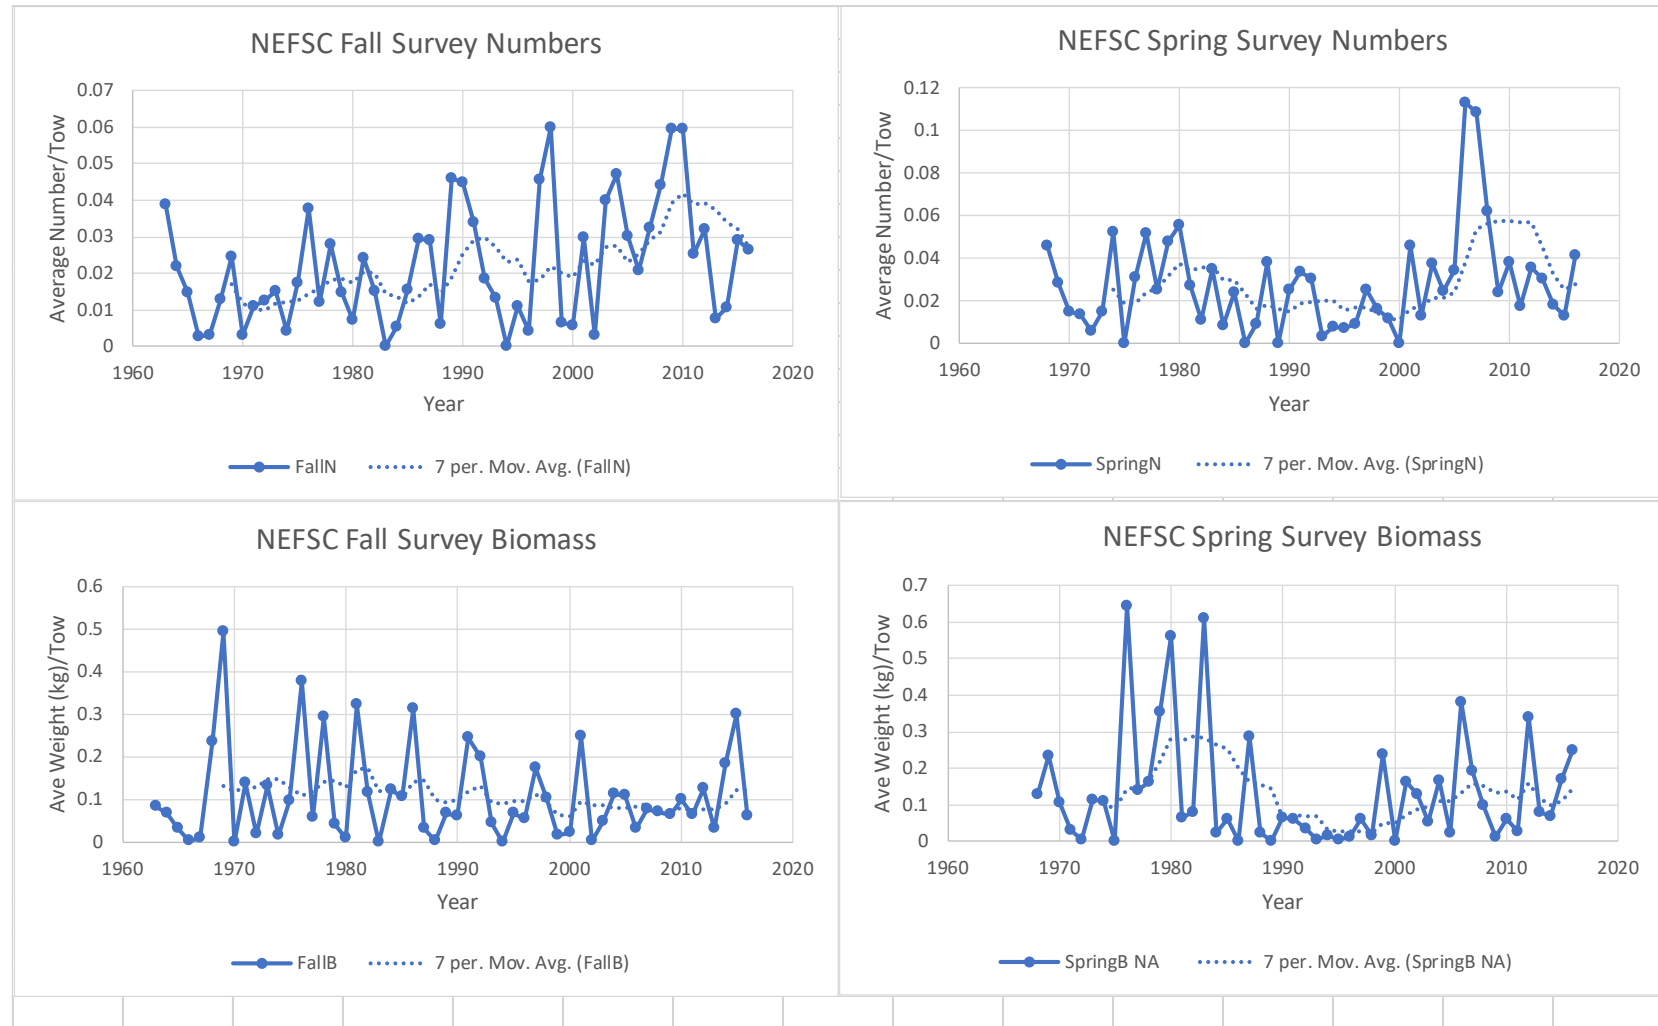 NEFSC Fall Survey Numbers
0.07
0.06
0.05
0.04
0.03
0.02
0.01
0
Average Number/Tow
1960 1970 1980 1990 2000 2010 2020
Year
FallN 7 per. Mov. Avg. (FallN)
NEFSC Spring Survey Numbers
0.12
0.1
0.08
0.06
0.04
0.02
0
Average Number/Tow
1960 1970 1980 1990 2000 2010 2020
Year
SpringN 7 per. Mov. Avg. (SpringN)
NEFSC Fall Survey Biomass
0.6
0.5
0.4
0.3
0.2
0.1
0
Ave Weight (kg)/Tow
1960 1970 1980 1990 2000 2010 2020
Year
FallB 7 per. Mov. Avg. (FallB)
NEFSC Spring Survey Biomass
0.7
0.6
0.5
0.4
0.3
0.2
0.1
0
Ave Weight (kg)/Tow
1960 1970 1980 1990 2000 2010 2020
Year
SpringB NA 7 per. Mov. Avg. (SpringB NA)